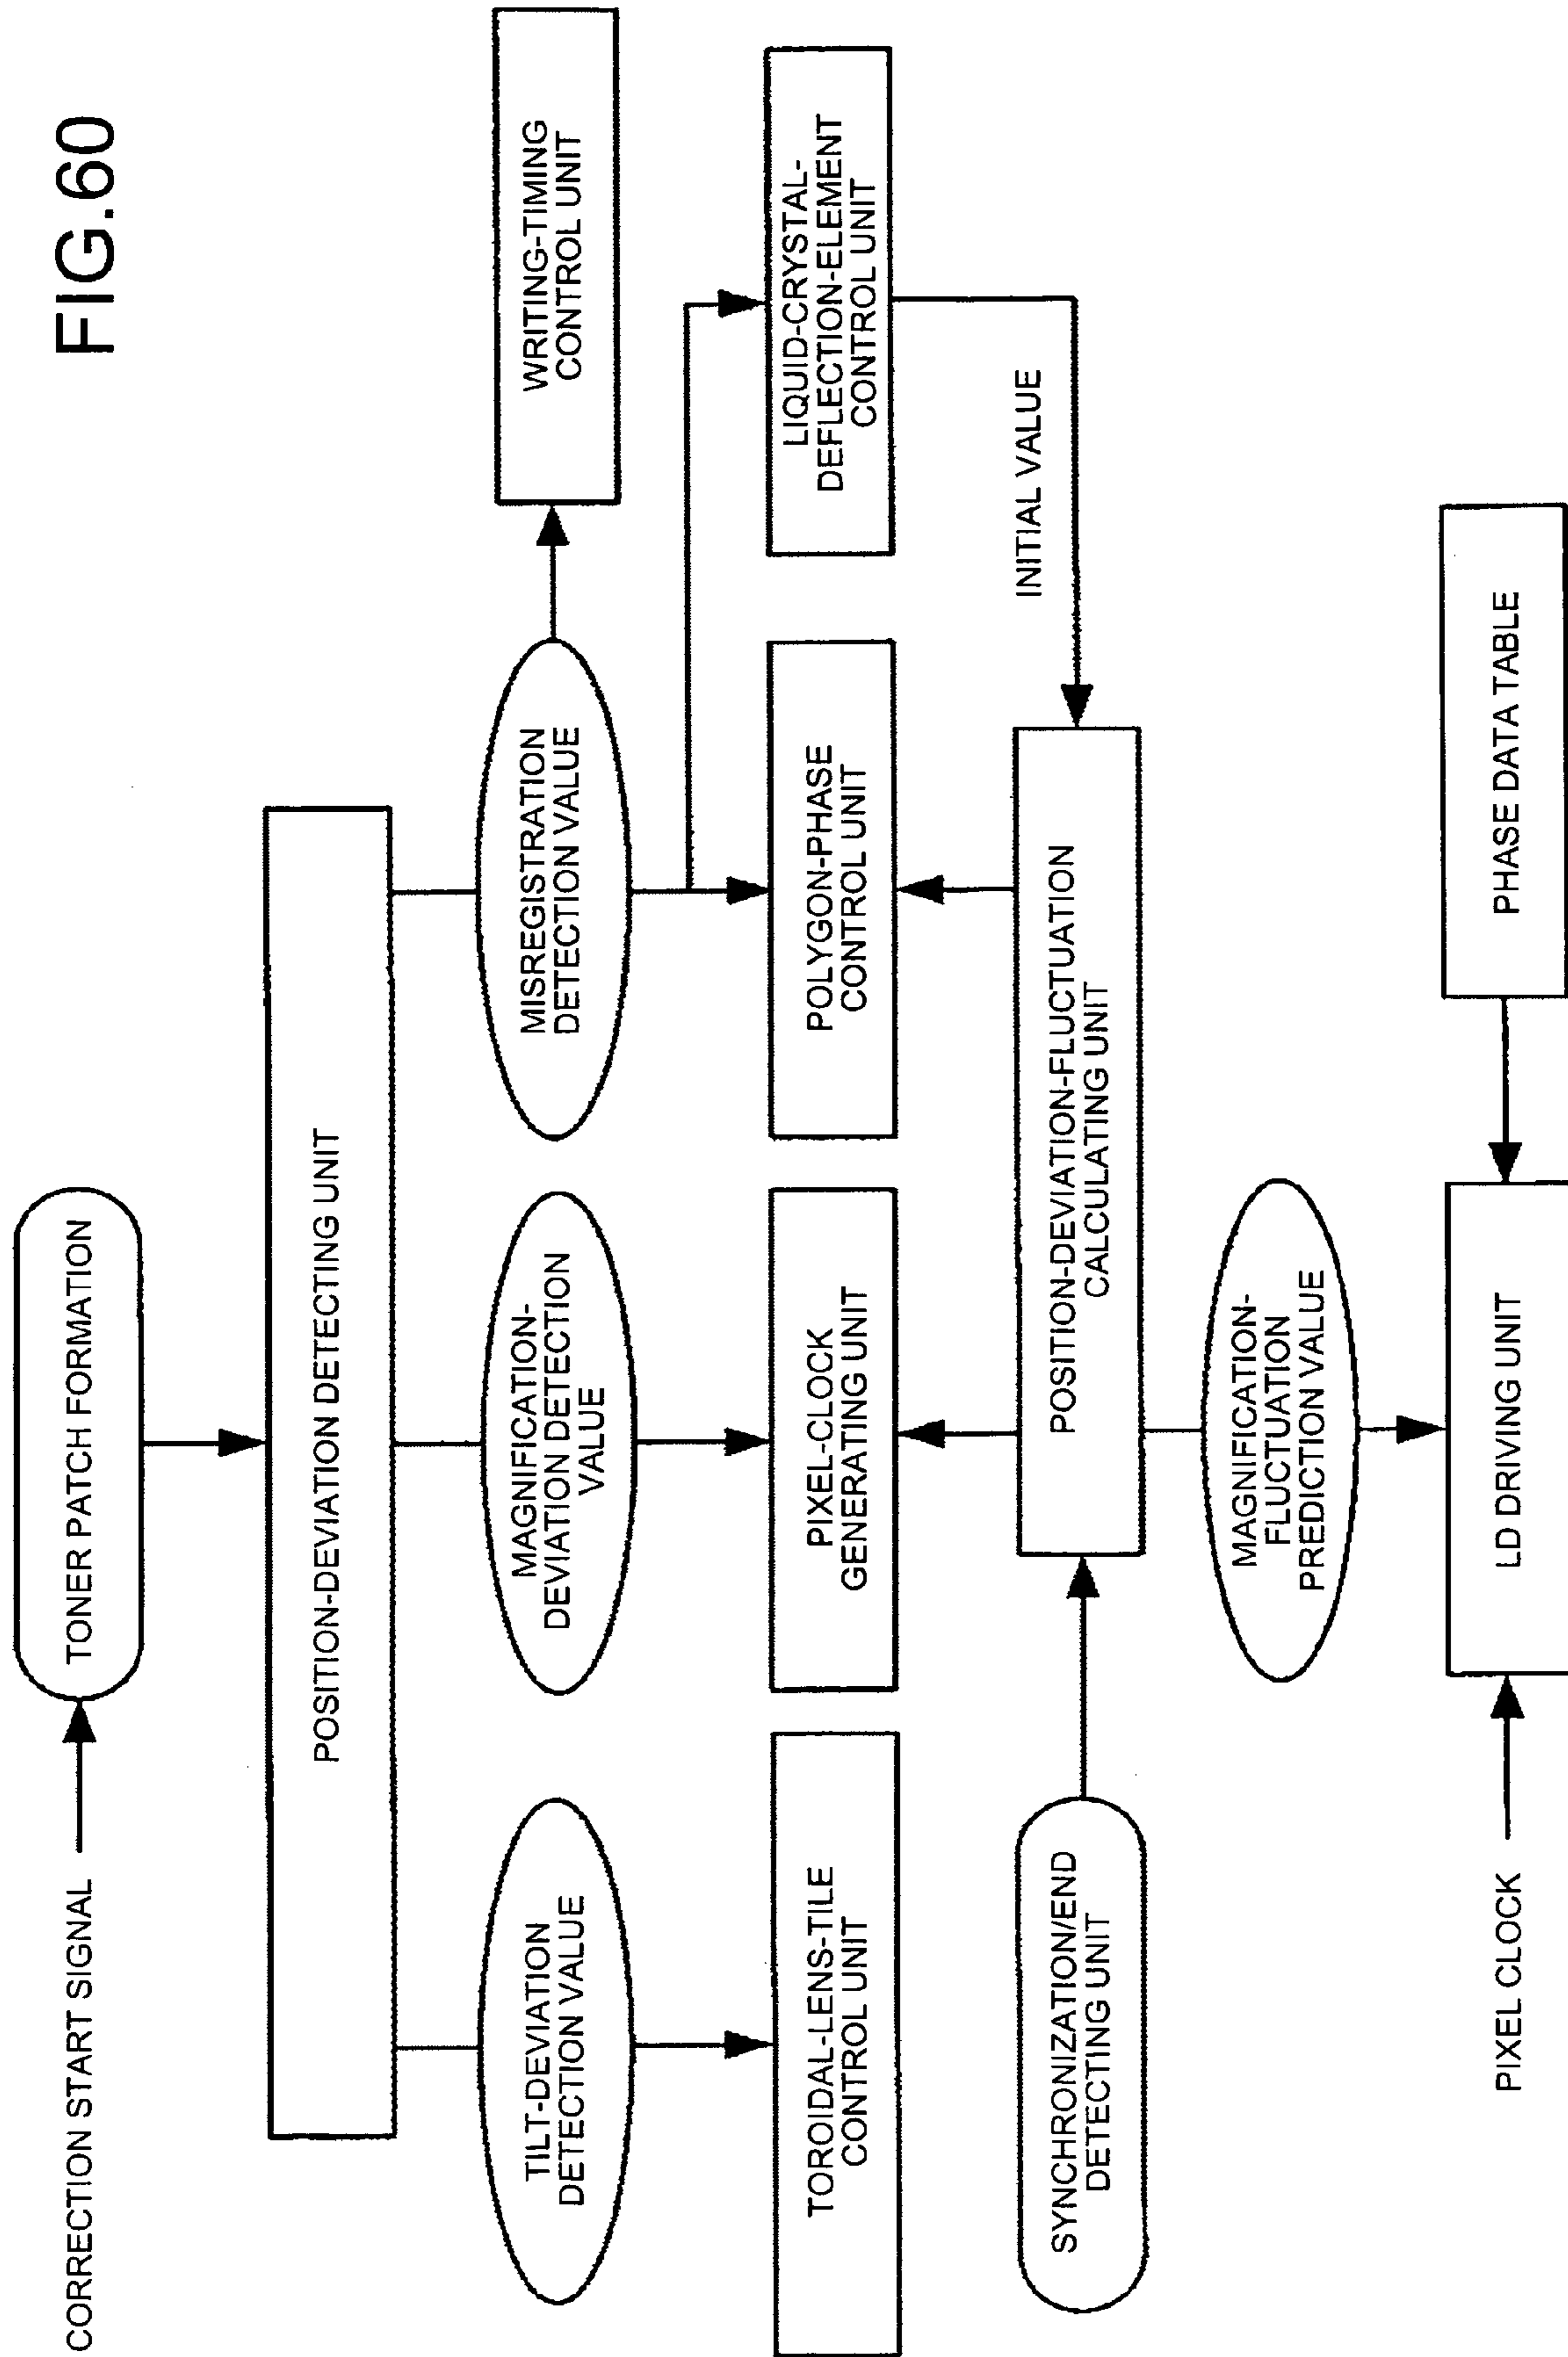 FIG.60
CORRECTION START SIGNAL
TONER PATCH FORMATION
POSITION-DEVIATION DETECTING UNIT
TILT-DEVIATION
DETECTION VALUE
MAGNIFICATION-
DEVIATION DETECTION
VALUE
MISREGISTRATION
DETECTION VALUE
WRITING-TIMING
CONTROL UNIT
TOROIDAL-LENS-TILE
CONTROL UNIT
PIXEL-CLOCK
GENERATING UNIT
POLYGON-PHASE
CONTROL UNIT
LIQUID-CRYSTAL-
DEFLECTION-ELEMENT
CONTROL UNIT
INITIAL VALUE
SYNCHRONIZATION/END
DETECTING UNIT
POSITION-DEVIATION-FLUCTUATION
CALCULATING UNIT
MAGNIFICATION-
FLUCTUATION
PREDICTION VALUE
PIXEL CLOCK
LD DRIVING UNIT
PHASE DATA TABLE